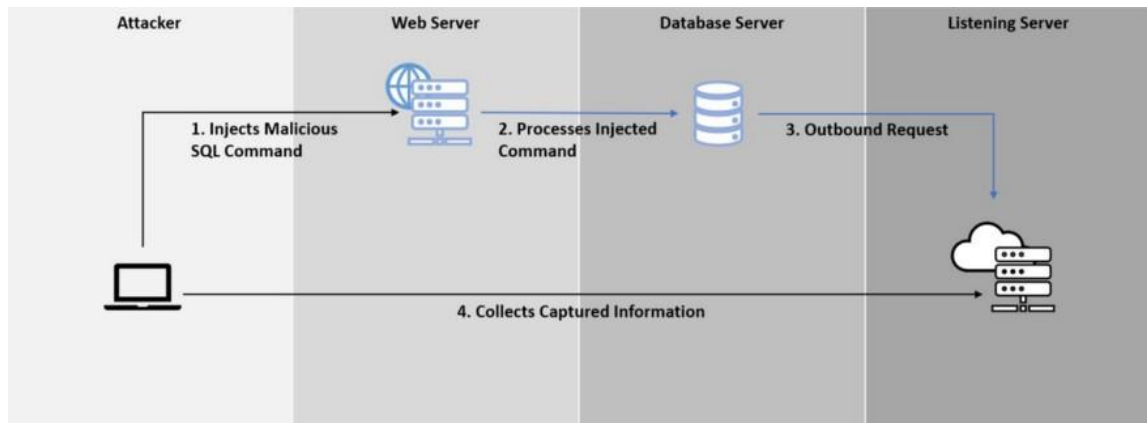 Attacker
Web Server
Database Server
Listening Server
1. Injects Malicious
SQL Command
2. Processes Injected
Command
3. Outbound Request
4. Collects Captured Information